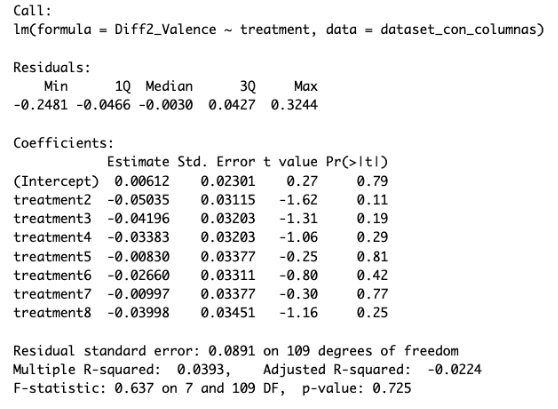 Call:
lm(formula = Diff2_Valence ~ treatment, data = dataset_con_columnas)
Residuals:
    Min      1Q  Median      3Q     Max
-0.2481 -0.0466 -0.0030  0.0427  0.3244
Coefficients:
            Estimate Std. Error t value Pr(>|t|)
(Intercept)  0.00612    0.02301    0.27     0.79
treatment2  -0.05035    0.03115   -1.62     0.11
treatment3  -0.04196    0.03203   -1.31     0.19
treatment4  -0.03383    0.03203   -1.06     0.29
treatment5  -0.00830    0.03377   -0.25     0.81
treatment6  -0.02660    0.03311   -0.80     0.42
treatment7  -0.00997    0.03377   -0.30     0.77
treatment8  -0.03998    0.03451   -1.16     0.25
Residual standard error: 0.0891 on 109 degrees of freedom
Multiple R-squared:  0.0393,    Adjusted R-squared:  -0.0224
F-statistic: 0.637 on 7 and 109 DF,  p-value: 0.725